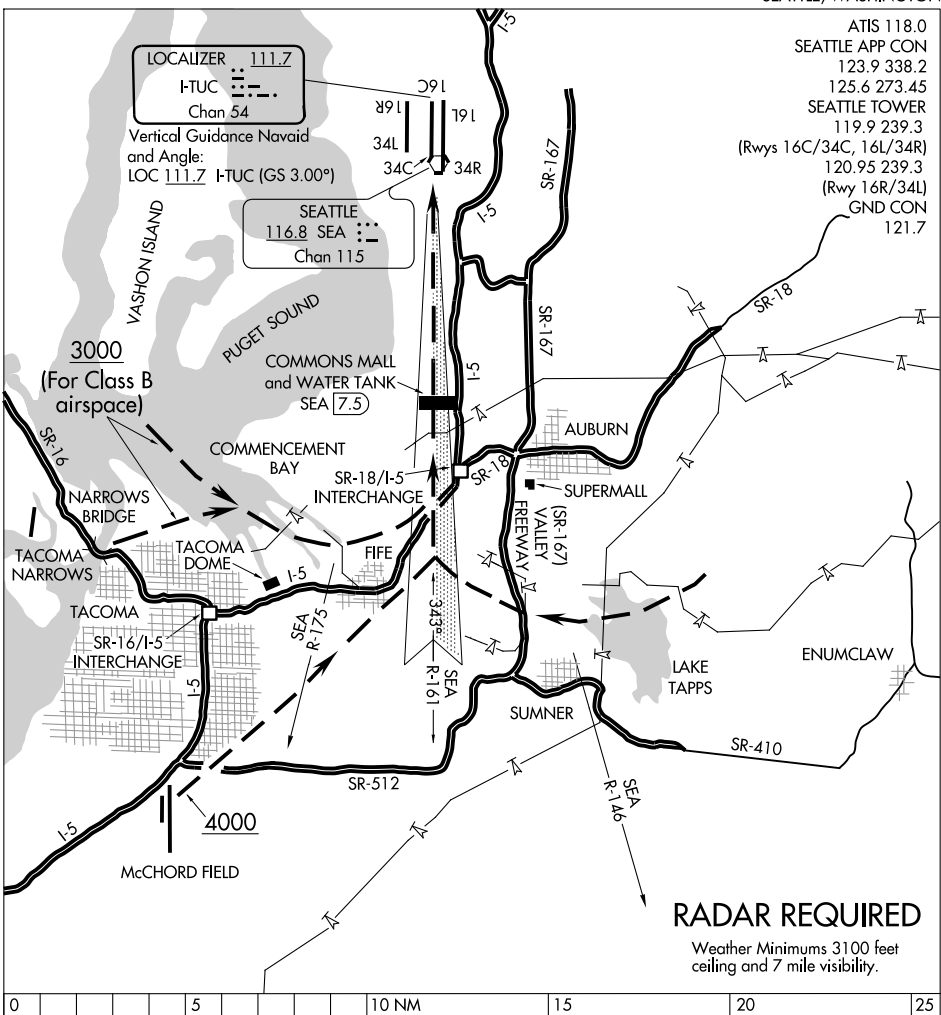 SEATTLE, WASHINGTON
ATIS 118.0
SEATTLE APP CON
123.9 338.2
125.6 273.45
SEATTLE TOWER
119.9 239.3
(Rwys 16C/34C, 16L/34R)
120.95 239.3
(Rwy 16R/34L)
GND CON
121.7
LOCALIZER 111.7
I-TUC
Chan 54
Vertical Guidance Navaid
and Angle:
LOC 111.7 I-TUC (GS 3.00°)
16R
16C
16L
34L
34C
34R
I-5
SR-167
SEATTLE
116.8 SEA
Chan 115
VASHON ISLAND
PUGET SOUND
I-5
SR-167
SR-18
3000
(For Class B
airspace)
COMMONS MALL
and WATER TANK
SEA 7.5
I-5
SR-16
COMMENCEMENT
BAY
AUBURN
SR-18/I-5
INTERCHANGE
SR-18
SUPERMALL
NARROWS
BRIDGE
(SR-167)
VALLEY
FREEWAY
TACOMA
NARROWS
TACOMA
DOME
I-5
FIFE
TACOMA
SR-16/I-5
INTERCHANGE
SEA
R-175
343°
SEA
R-161
I-5
LAKE
TAPPS
ENUMCLAW
SUMNER
SR-410
SR-512
SEA
R-146
I-5
4000
McCHORD FIELD
RADAR REQUIRED
Weather Minimums 3100 feet
ceiling and 7 mile visibility.
0 5 10 NM 15 20 25